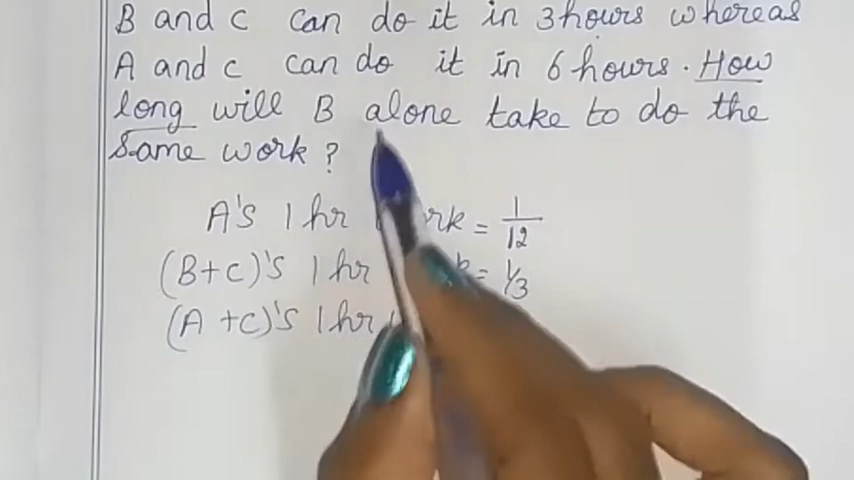 B and C can do it in 3 hours whereas
A and C can do it in 6 hours. How
long will B alone take to do the
same work?
A's 1 hr rk = 1/12
(B+C)'s 1 hr k = 1/3
(A+C)'s 1 hr